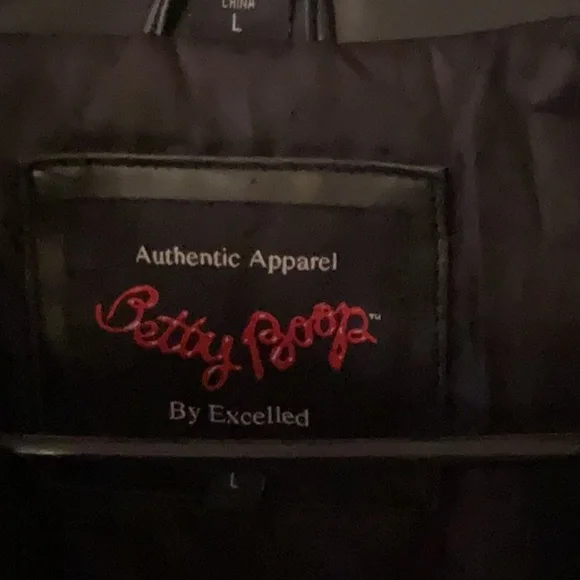 CHINA
L
Authentic Apparel
Betty Boop™
By Excelled
L